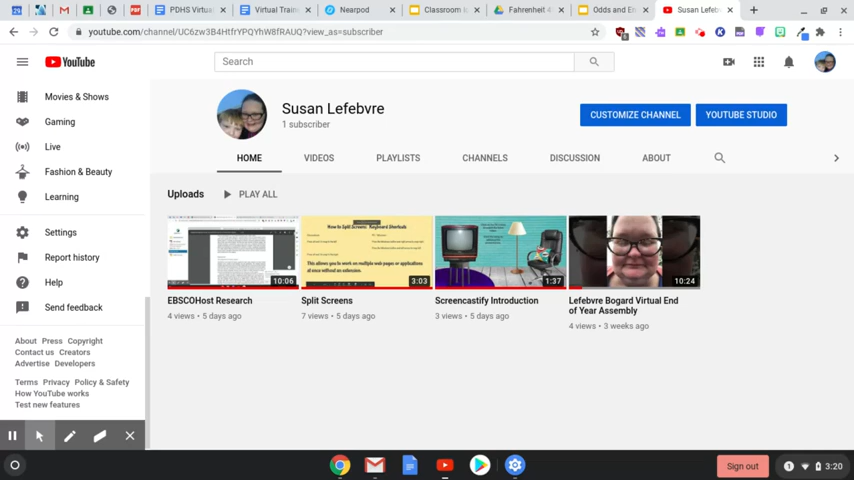 PDHS Virtua
Virtual Train
Nearpod
Classroom i
Fahrenheit 4
Odds and E
Susan Lefeb
youtube.com/channel/UC6zw3B4HtfrYPQYhW8fRAUQ?view_as=subscriber
YouTube
Search
Movies & Shows
Gaming
Live
Fashion & Beauty
Learning
Settings
Report history
Help
Send feedback
About Press Copyright
Contact us Creators
Advertise Developers
Terms Privacy Policy & Safety
How YouTube works
Test new features
Susan Lefebvre
1 subscriber
CUSTOMIZE CHANNEL
YOUTUBE STUDIO
HOME VIDEOS PLAYLISTS CHANNELS DISCUSSION ABOUT
Uploads
PLAY ALL
10:06
EBSCOHost Research
4 views • 5 days ago
How to Split Screens: Keyboard Shortcuts
This allows you to work on multiple web pages or applications
at once without an extension.
3:03
Split Screens
7 views • 5 days ago
1:37
Screencastify Introduction
3 views • 5 days ago
10:24
Lefebvre Bogard Virtual End
of Year Assembly
4 views • 3 weeks ago
Sign out
1
3:20